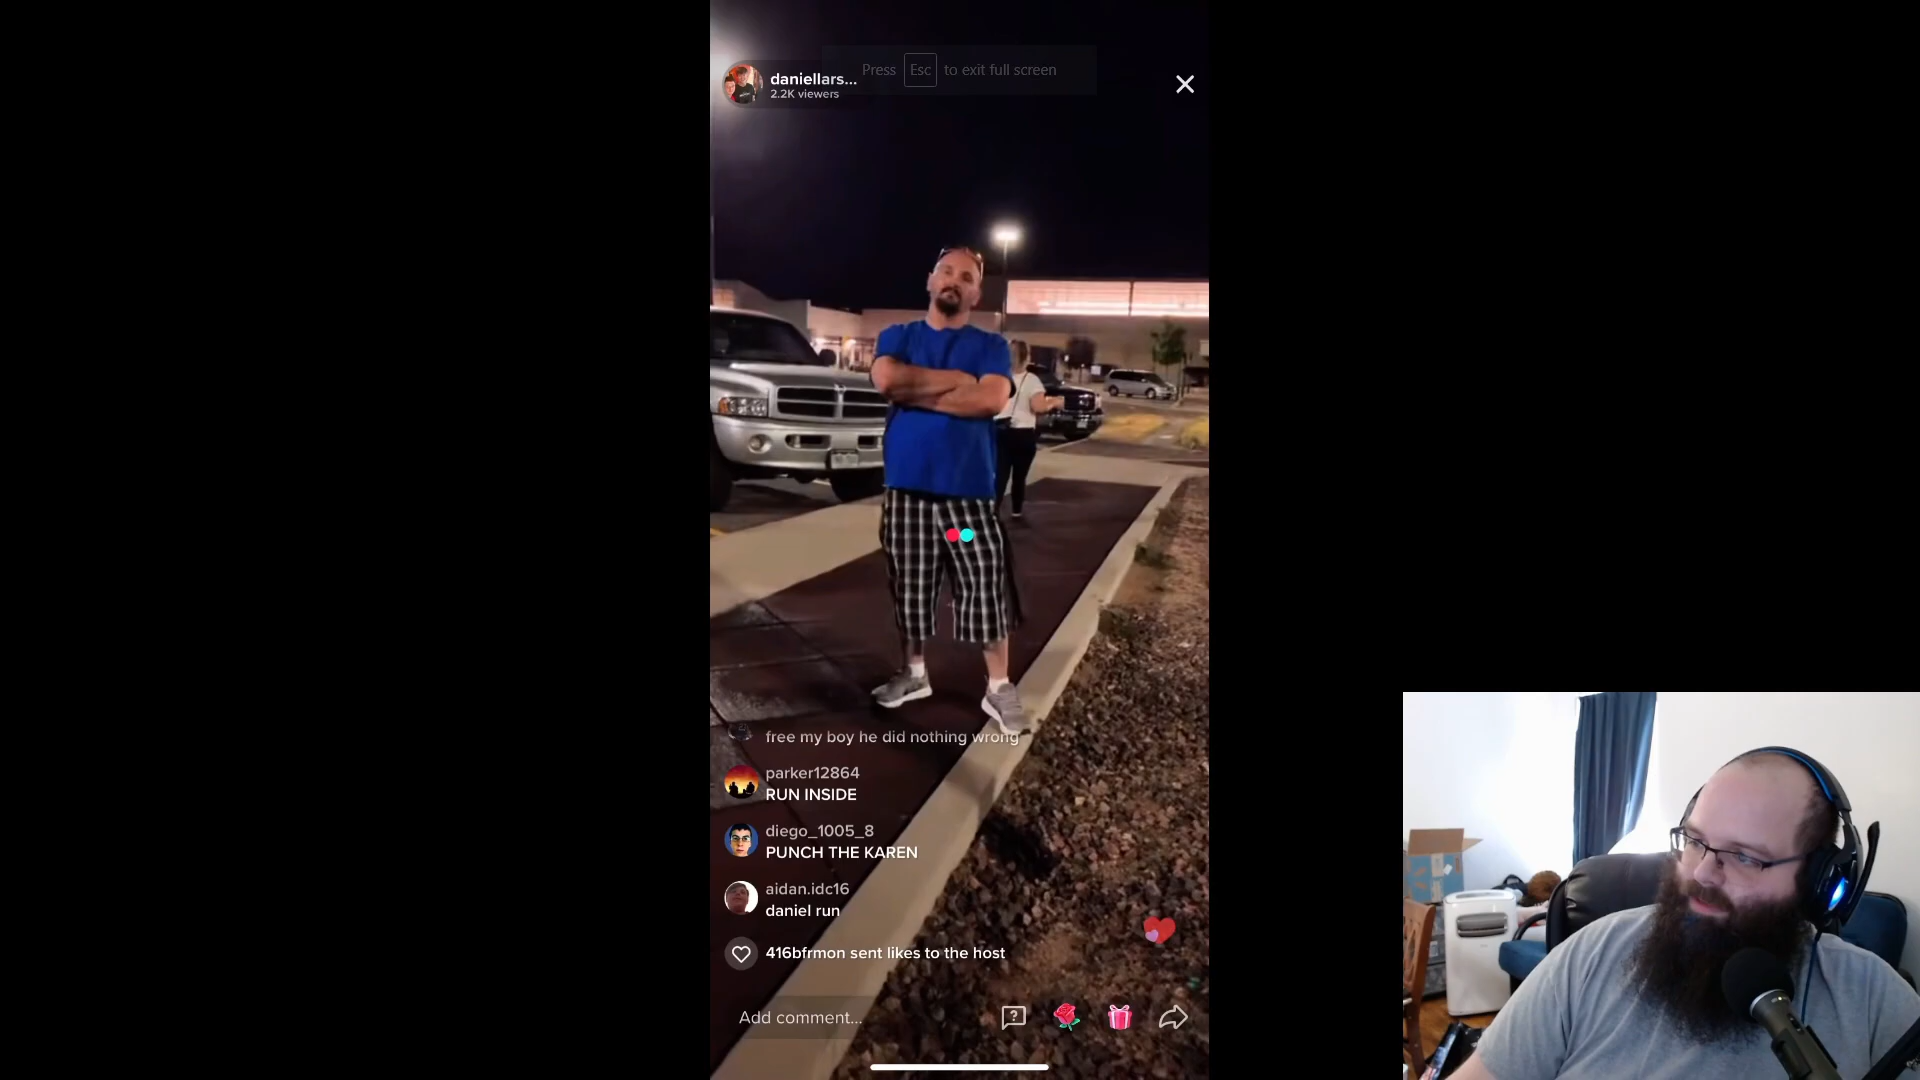 daniellars...
2.2K viewers
Press Esc to exit full screen
free my boy he did nothing wrong
parker12864
RUN INSIDE
diego_1005_8
PUNCH THE KAREN
aidan.idc16
daniel run
416bfrmon sent likes to the host
Add comment...